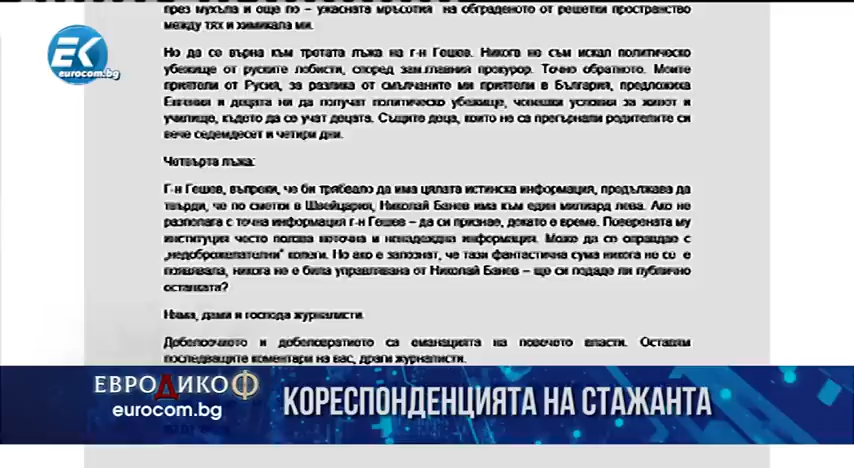 през мухъла и още по – ужасната мръсотия на обграденото от решетки пространство
между тях и химикала ми.
ЕК
eurocom.bg
Но да се върна към третата лъжа на г-н Гешев. Никога не съм искал политическо
убежище от руските лобисти, според зам.главния прокурор. Точно обратното. Моите
приятели от Русия, за разлика от смълчаните ми приятели в България, предложиха
Евгения и децата ни да получат политическо убежище, човешки условия за живот и
училище, където да се учат децата. Същите деца, които не са прегърнали родителите си
вече седемдесет и четири дни.
Четвърта лъжа:
Г-н Гешев, въпреки, че би трябвало да има цялата истинска информация, продължава да
твърди, че по сметки в Швейцария, Николай Банев има към един милиард лева. Ако не
разполага с точна информация г-н Гешев – да си признае, докато е време. Поверената му
институция често ползва неточна и ненадеждна информация. Може да се оправдае с
„недоброжелателни" колеги. Но ако е запознат, че тази фантастична сума никога не се е
появявала, никога не е била управлявана от Николай Банев – ще си подаде ли публично
оставката?
Няма, дами и господа журналисти.
Дебелоочието и дебеловратието са еманацията на повечето власти. Оставям
последващите коментари на вас, драги журналисти.
ЕВРОДИКОФ
eurocom.bg
КОРЕСПОНДЕНЦИЯТА НА СТАЖАНТА